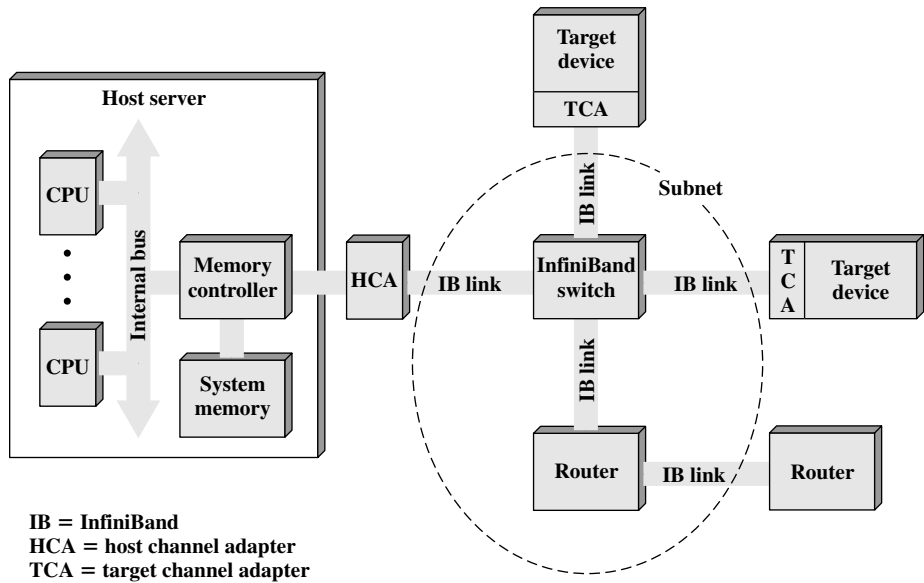 Host server
CPU
CPU
Internal bus
Memory
controller
System
memory
HCA
IB link
Target
device
TCA
IB link
Subnet
InfiniBand
switch
IB link
T
C
A
Target
device
IB link
Router
IB link
Router
IB = InfiniBand
HCA = host channel adapter
TCA = target channel adapter